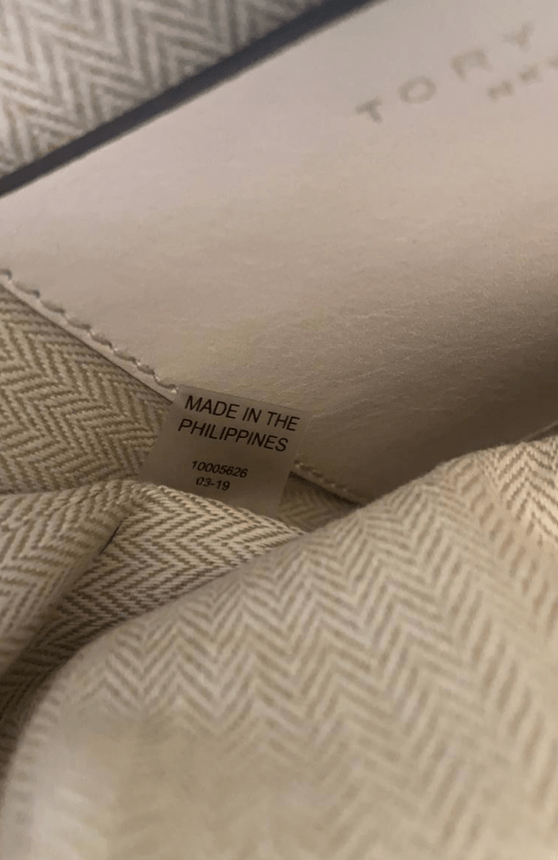 TORY
MADE IN THE
PHILIPPINES
10005626
03-19